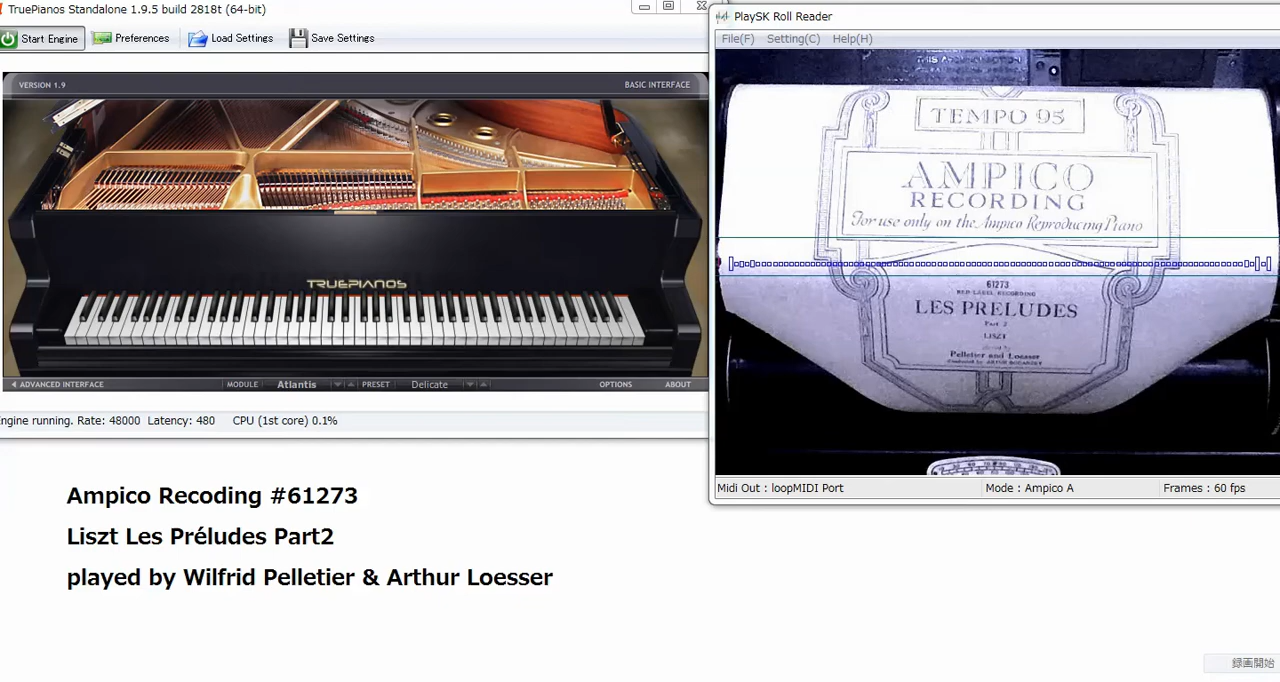 TruePianos Standalone 1.9.5 build 2818t (64-bit)
Start Engine Preferences Load Settings Save Settings
VERSION 1.9 BASIC INTERFACE
TRUEPIANOS
ADVANCED INTERFACE MODULE Atlantis PRESET Delicate OPTIONS ABOUT
ngine running. Rate: 48000 Latency: 480 CPU (1st core) 0.1%
PlaySK Roll Reader
File(F) Setting(C) Help(H)
TEMPO 95
AMPICO
RECORDING
For use only on the Ampico Reproducing Piano
61273
RED LABEL RECORDING
LES PRELUDES
Part 2
LISZT
Pelletier and Loesser
Midi Out : loopMIDI Port Mode : Ampico A Frames : 60 fps
Ampico Recoding #61273
Liszt Les Préludes Part2
played by Wilfrid Pelletier & Arthur Loesser
録画開始